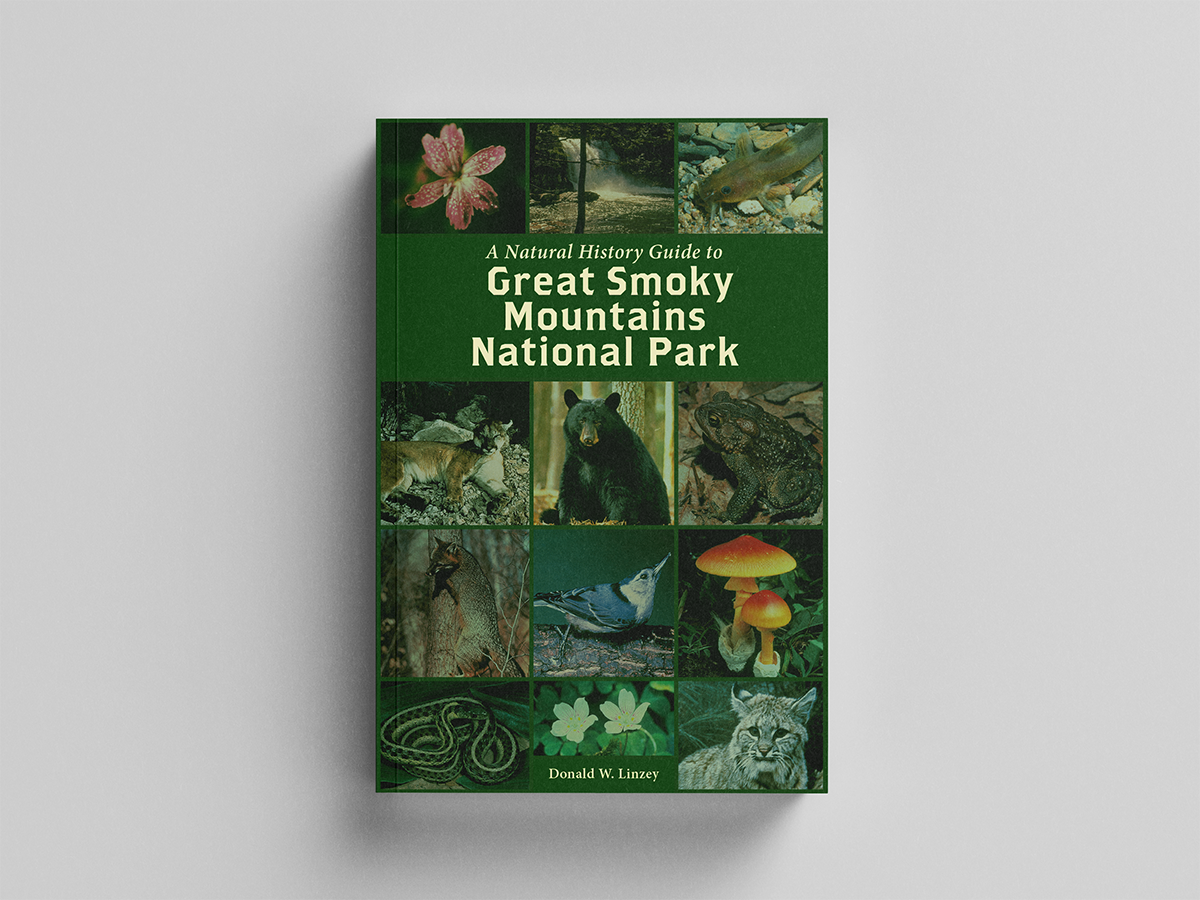 A Natural History Guide to
Great Smoky
Mountains
National Park
Donald W. Linzey